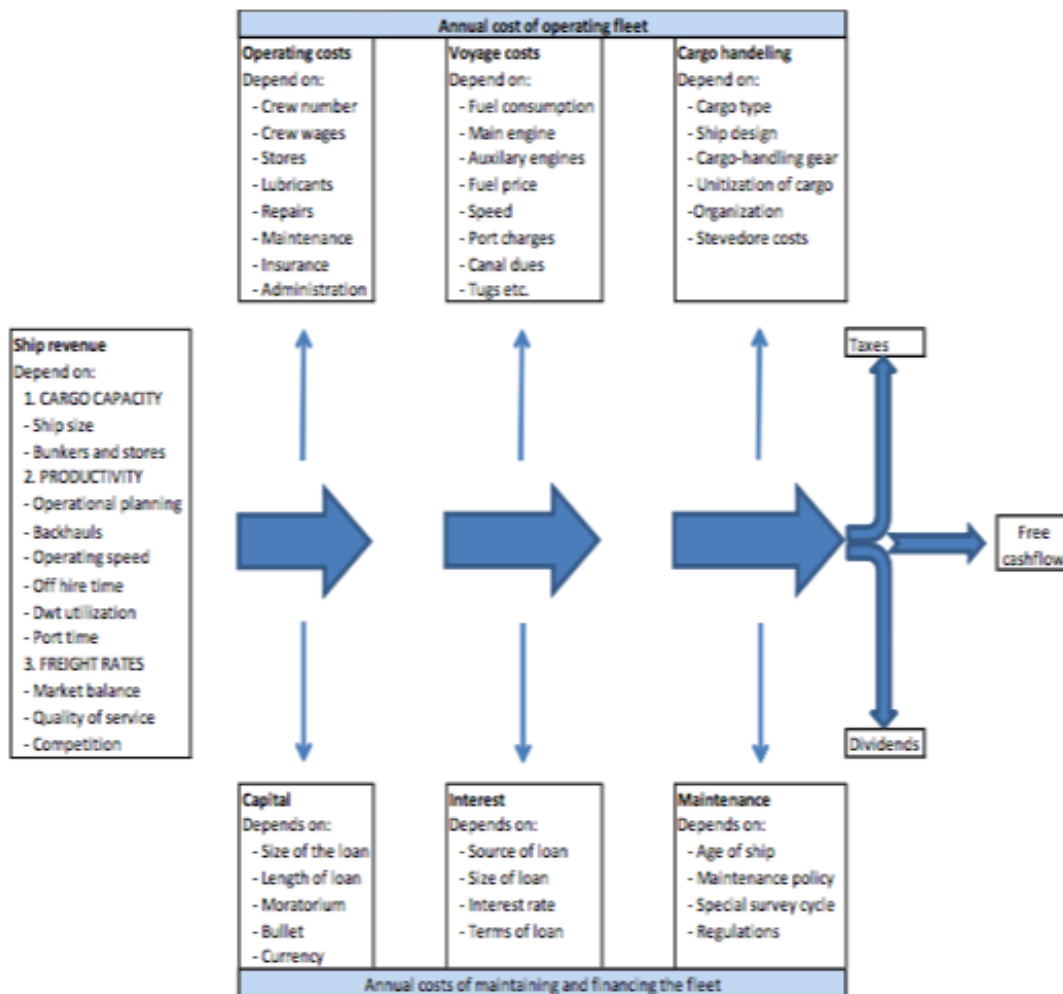 Annual cost of operating fleet
Operating costs
Depend on:
- Crew number
- Crew wages
- Stores
- Lubricants
- Repairs
- Maintenance
- Insurance
- Administration
Voyage costs
Depend on:
- Fuel consumption
- Main engine
- Auxilary engines
- Fuel price
- Speed
- Port charges
- Canal dues
- Tugs etc.
Cargo handeling
Depend on:
- Cargo type
- Ship design
- Cargo-handling gear
- Unitization of cargo
-Organization
- Stevedore costs
Ship revenue
Depend on:
1. CARGO CAPACITY
- Ship size
- Bunkers and stores
2. PRODUCTIVITY
- Operational planning
- Backhauls
- Operating speed
- Off hire time
- Dwt utilization
- Port time
3. FREIGHT RATES
- Market balance
- Quality of service
- Competition
Taxes
Free
cashflow
Dividends
Capital
Depends on:
- Size of the loan
- Length of loan
- Moratorium
- Bullet
- Currency
Interest
Depends on:
- Source of loan
- Size of loan
- Interest rate
- Terms of loan
Maintenance
Depends on:
- Age of ship
- Maintenance policy
- Special survey cycle
- Regulations
Annual costs of maintaining and financing the fleet